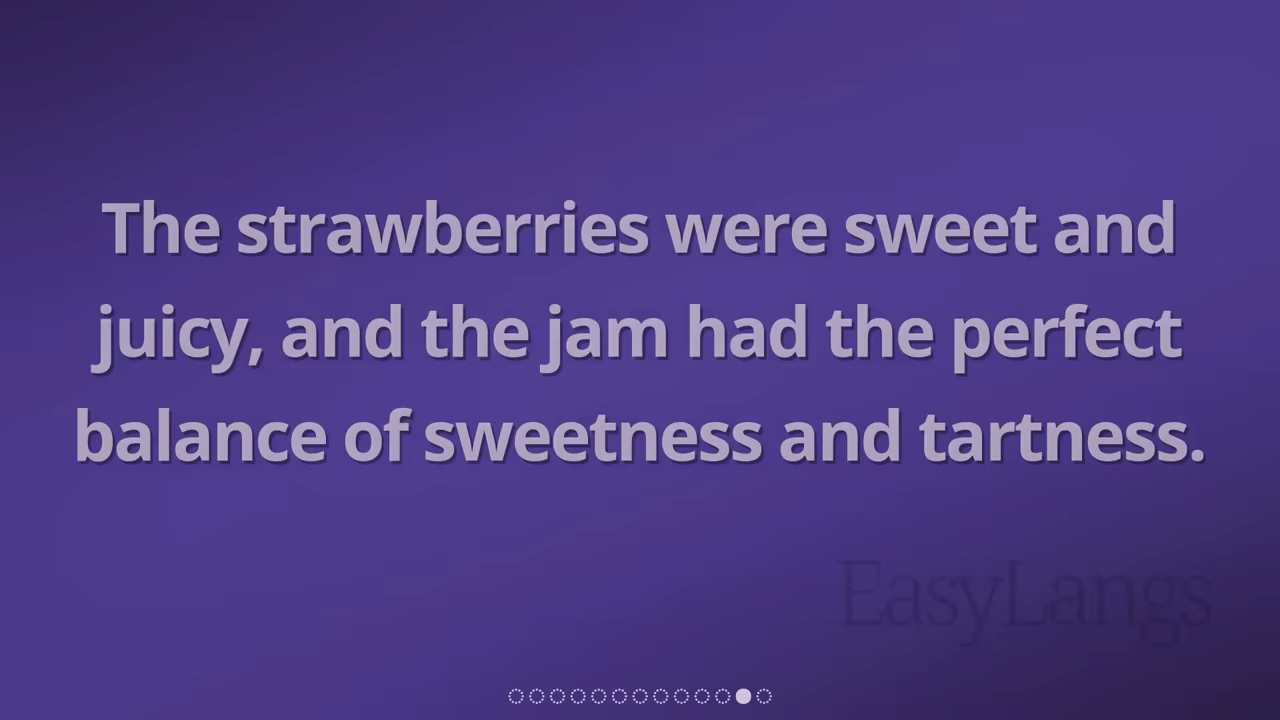 The strawberries were sweet and
juicy, and the jam had the perfect
balance of sweetness and tartness.
EasyLangs